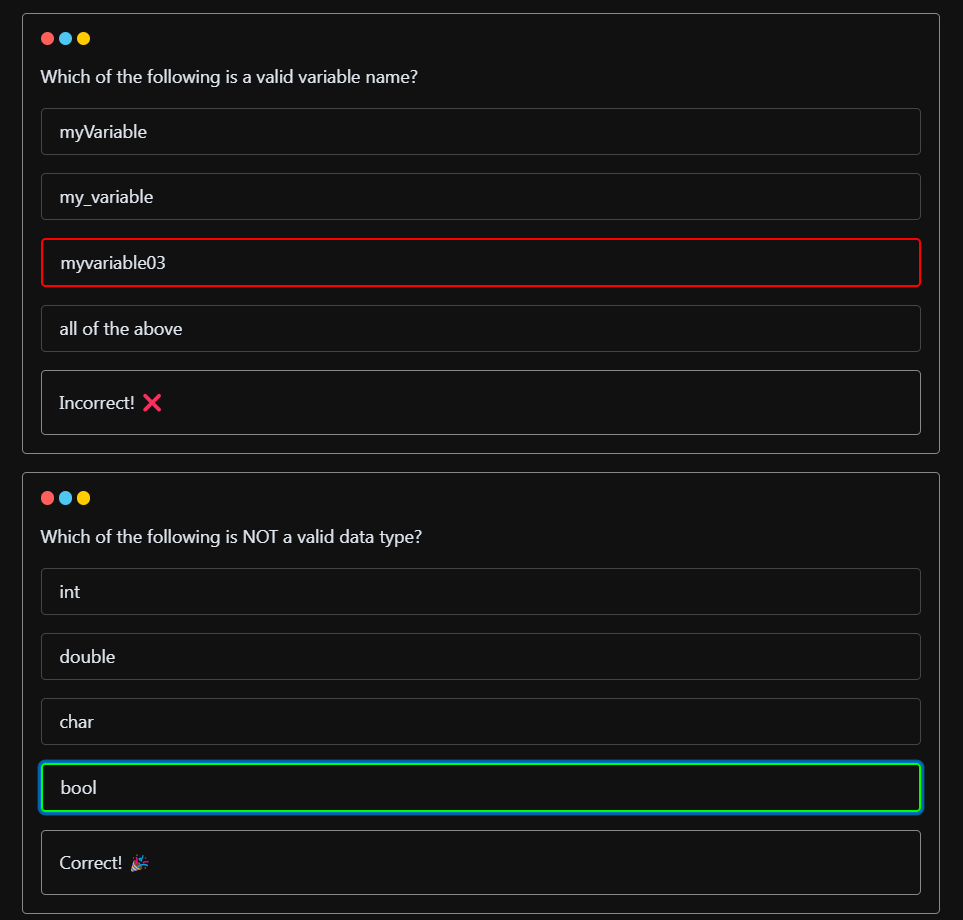 Which of the following is a valid variable name?
myVariable
my_variable
myvariable03
all of the above
Incorrect! ❌
Which of the following is NOT a valid data type?
int
double
char
bool
Correct! 🎉